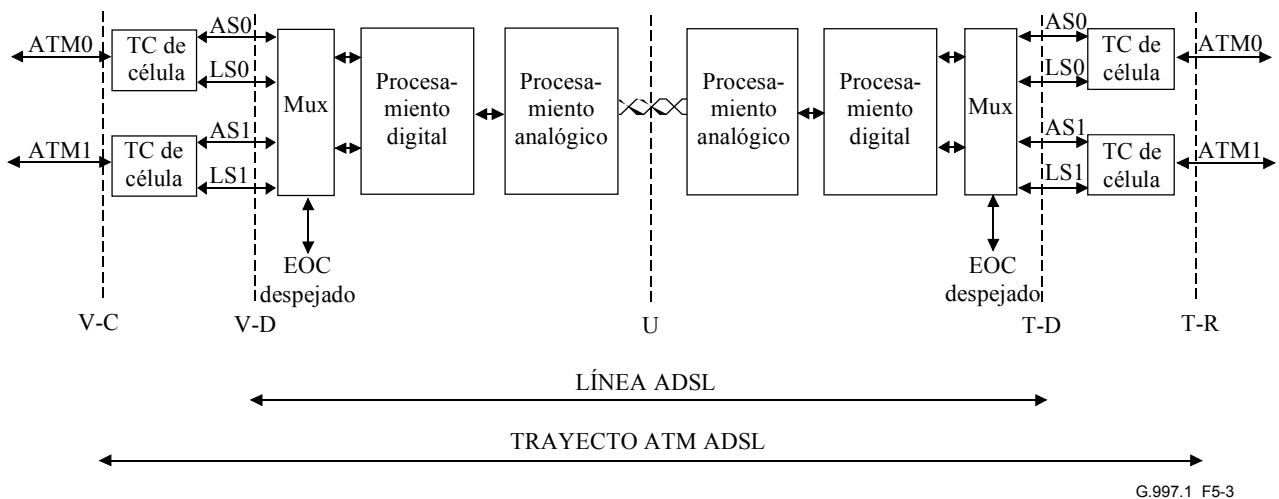 ATM0
TC de
célula
AS0
LS0
ATM1
TC de
célula
AS1
LS1
Mux
EOC
despejado
Procesa-
miento
digital
Procesa-
miento
analógico
Procesa-
miento
analógico
Procesa-
miento
digital
Mux
EOC
despejado
AS0
LS0
TC de
célula
ATM0
AS1
LS1
TC de
célula
ATM1
V-C
V-D
U
T-D
T-R
LÍNEA ADSL
TRAYECTO ATM ADSL
G.997.1_F5-3